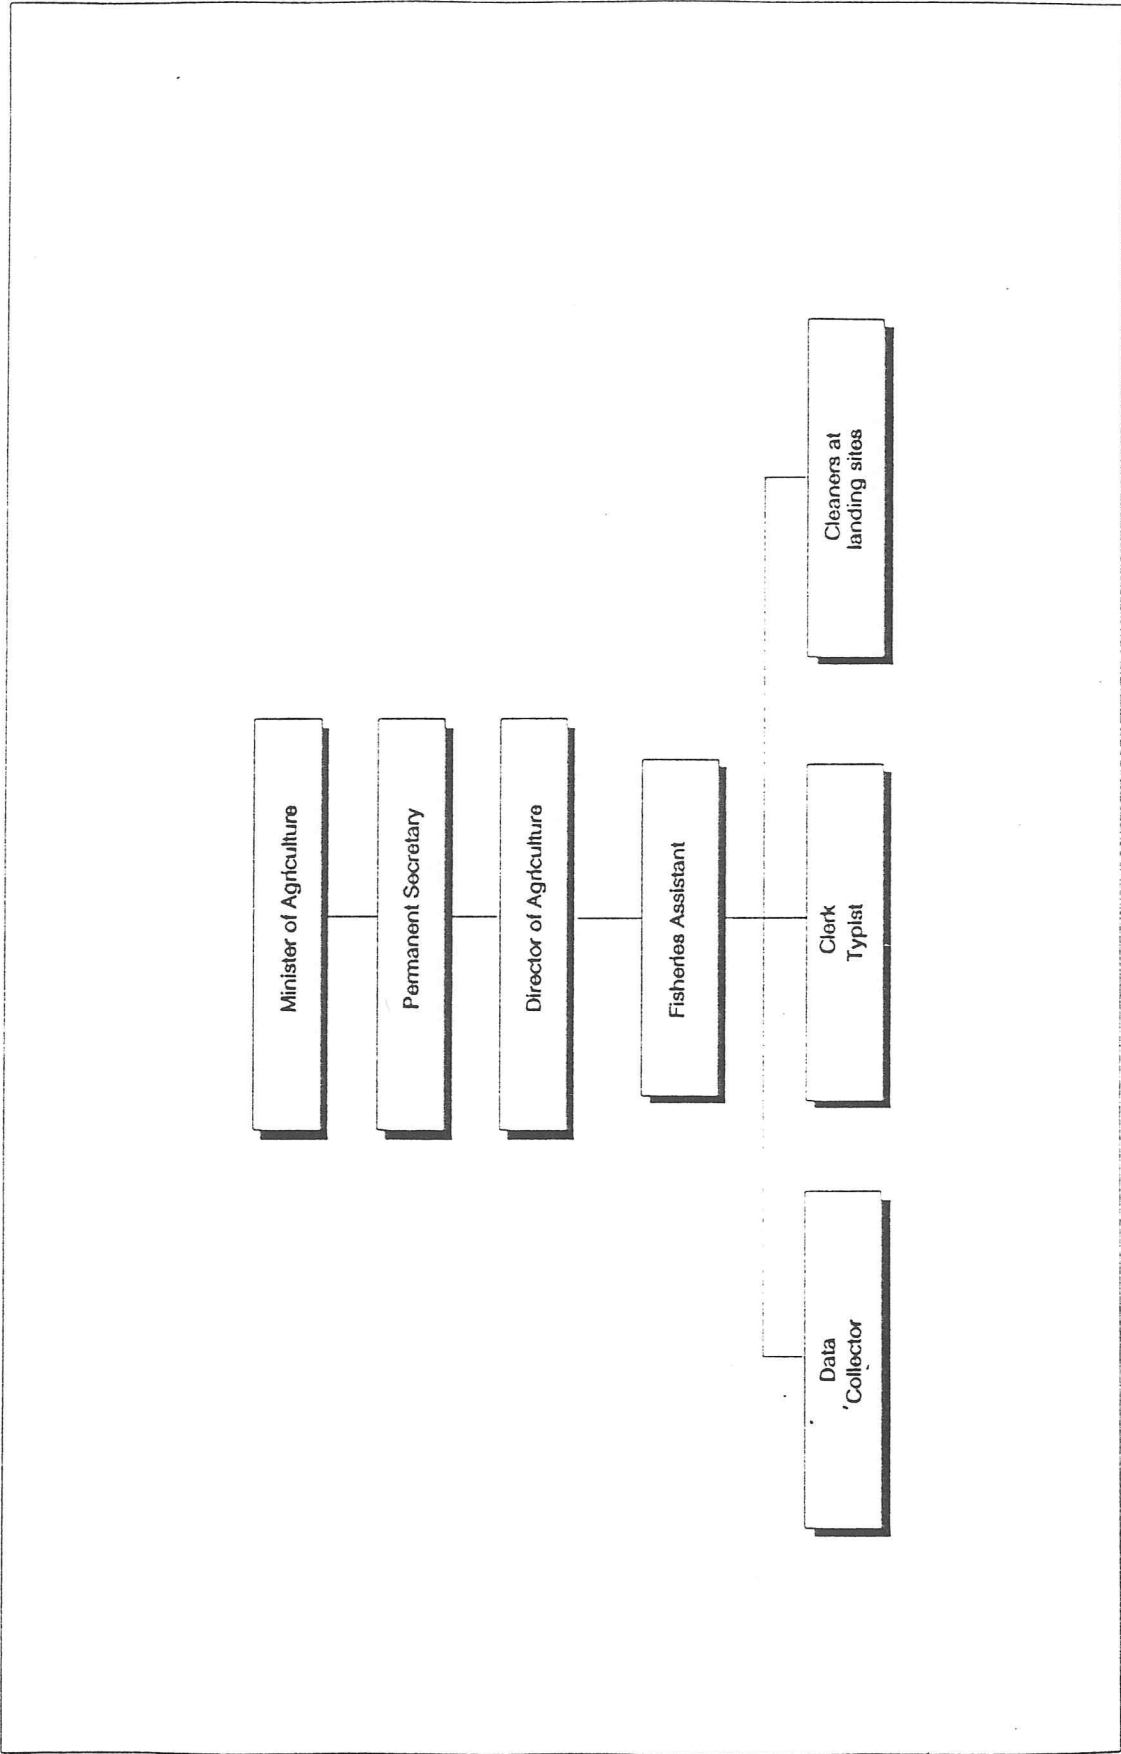 Minister of Agriculture
Permanent Secretary
Director of Agriculture
Fisheries Assistant
Data
Collector
Clerk
Typist
Cleaners at
landing sites